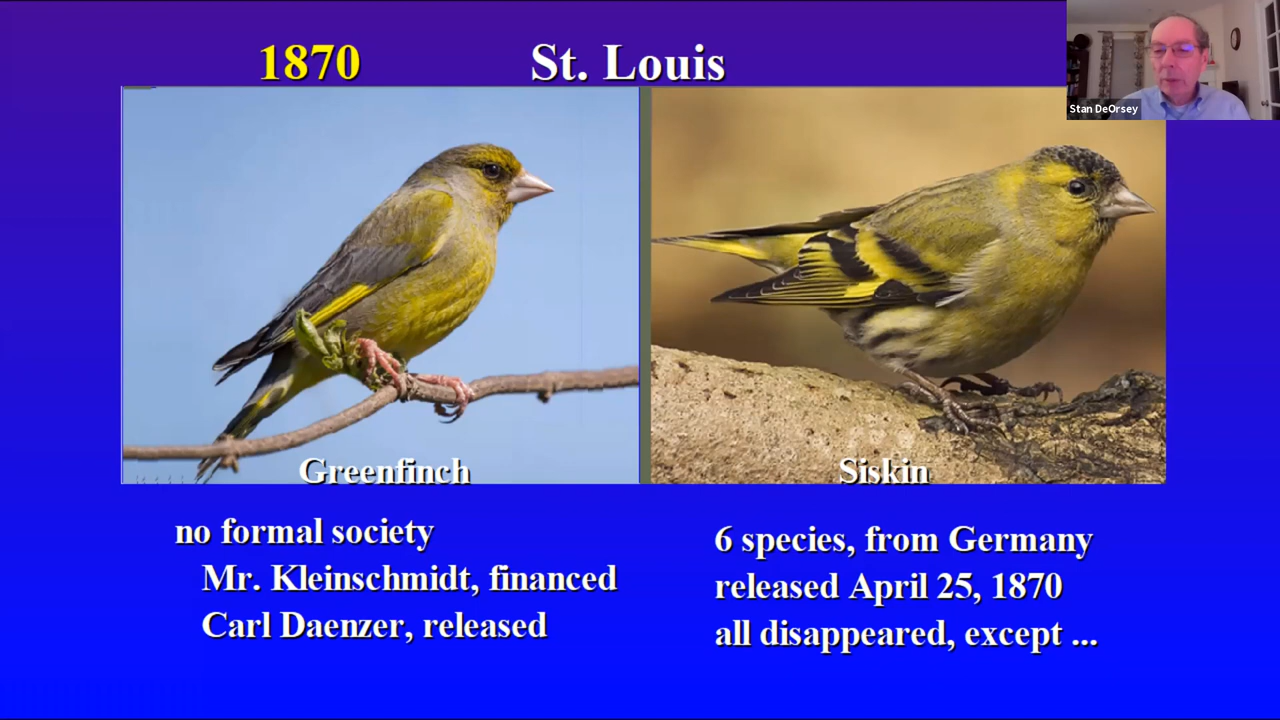 1870 St. Louis
Stan DeOrsey
Greenfinch
Siskin
no formal society
Mr. Kleinschmidt, financed
Carl Daenzer, released
6 species, from Germany
released April 25, 1870
all disappeared, except ...